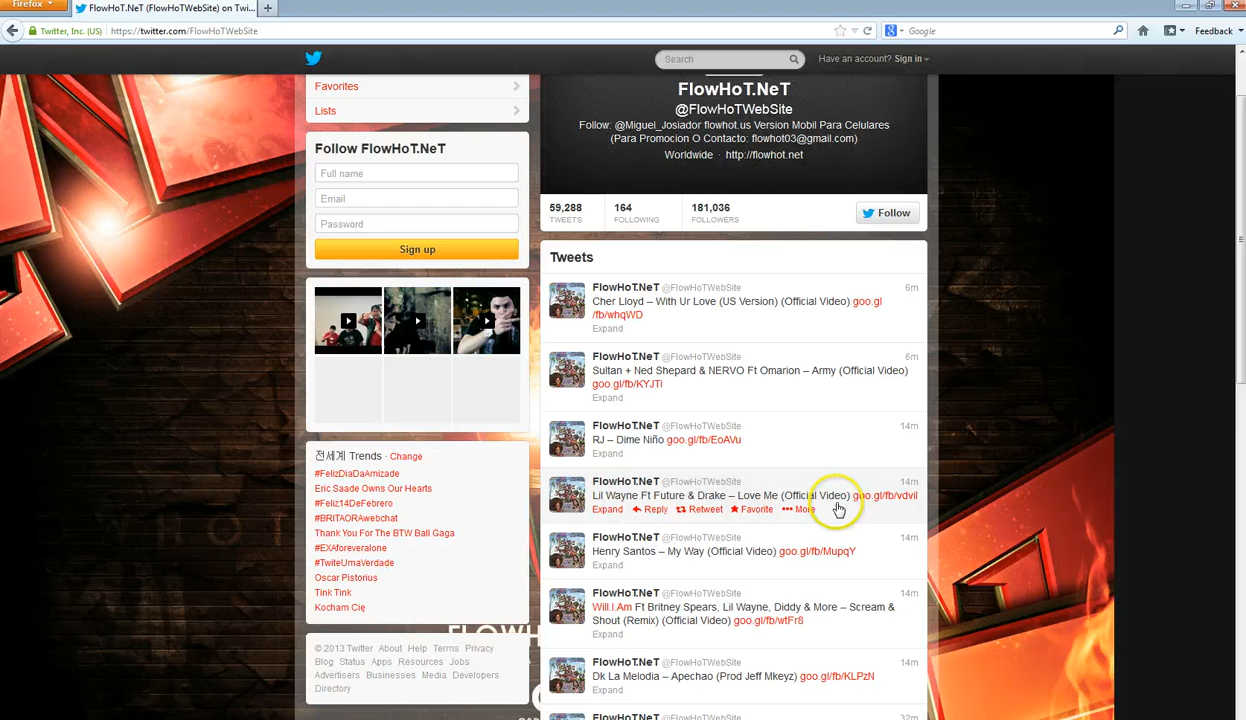 Firefox
FlowHoT.NeT (FlowHoTWebSite) on Twi...
Twitter, Inc. (US)
https://twitter.com/FlowHoTWebSite
Google
Feedback
Search
Have an account? Sign in
Favorites
Lists
Follow FlowHoT.NeT
Full name
Email
Password
Sign up
전세계 Trends · Change
#FelizDiaDaAmizade
Eric Saade Owns Our Hearts
#Feliz14DeFebrero
#BRITAORAwebchat
Thank You For The BTW Ball Gaga
#EXAforeveralone
#TwiteUmaVerdade
Oscar Pistorius
Tink Tink
Kocham Cię
© 2013 Twitter About Help Terms Privacy
Blog Status Apps Resources Jobs
Advertisers Businesses Media Developers
Directory
FlowHoT.NeT
@FlowHoTWebSite
Follow: @Miguel_Josiador flowhot.us Version Mobil Para Celulares
(Para Promocion O Contacto: flowhot03@gmail.com)
Worldwide · http://flowhot.net
59,288 164 181,036
TWEETS FOLLOWING FOLLOWERS
Follow
Tweets
FlowHoT.NeT @FlowHoTWebSite 6m
Cher Lloyd – With Ur Love (US Version) (Official Video) goo.gl
/fb/whqWD
Expand
FlowHoT.NeT @FlowHoTWebSite 6m
Sultan + Ned Shepard & NERVO Ft Omarion – Army (Official Video)
goo.gl/fb/KYJTi
Expand
FlowHoT.NeT @FlowHoTWebSite 14m
RJ – Dime Niño goo.gl/fb/EoAVu
Expand
FlowHoT.NeT @FlowHoTWebSite 14m
Lil Wayne Ft Future & Drake – Love Me (Official Video) goo.gl/fb/vdviI
Expand Reply Retweet Favorite More
FlowHoT.NeT @FlowHoTWebSite 14m
Henry Santos – My Way (Official Video) goo.gl/fb/MupqY
Expand
FlowHoT.NeT @FlowHoTWebSite 14m
Will.I.Am Ft Britney Spears, Lil Wayne, Diddy & More – Scream &
Shout (Remix) (Official Video) goo.gl/fb/wtFr8
Expand
FlowHoT.NeT @FlowHoTWebSite 14m
Dk La Melodia – Apechao (Prod Jeff Mkeyz) goo.gl/fb/KLPzN
Expand
FlowHoT.NeT @FlowHoTWebSite 32m